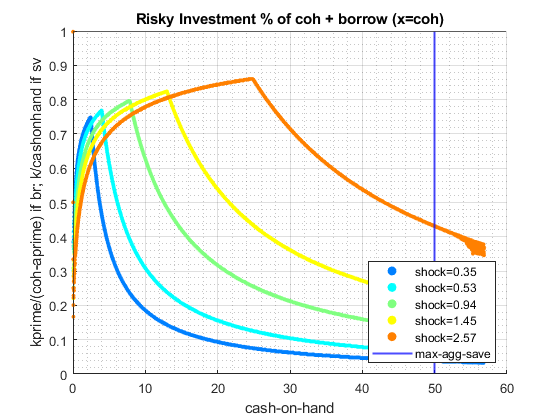 Risky Investment % of coh + borrow (x=coh)
kprime/(coh-aprime) if br; k/cashonhand if sv
1
0.9
0.8
0.7
0.6
0.5
0.4
0.3
0.2
0.1
0
shock=0.35
shock=0.53
shock=0.94
shock=1.45
shock=2.57
max-agg-save
0 10 20 30 40 50 60
cash-on-hand